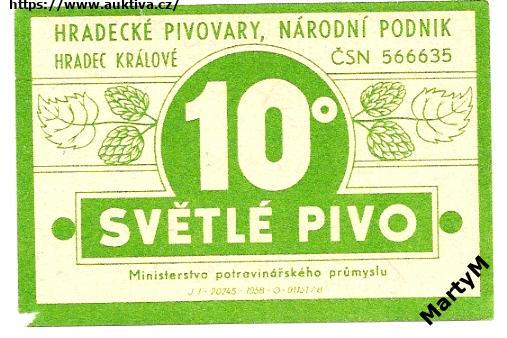 https://www.auktiva.cz/
HRADECKÉ PIVOVARY, NÁRODNÍ PODNIK
HRADEC KRÁLOVÉ ČSN 566635
10°
SVĚTLÉ PIVO
Ministerstvo potravinářského průmyslu
1958
MartyM